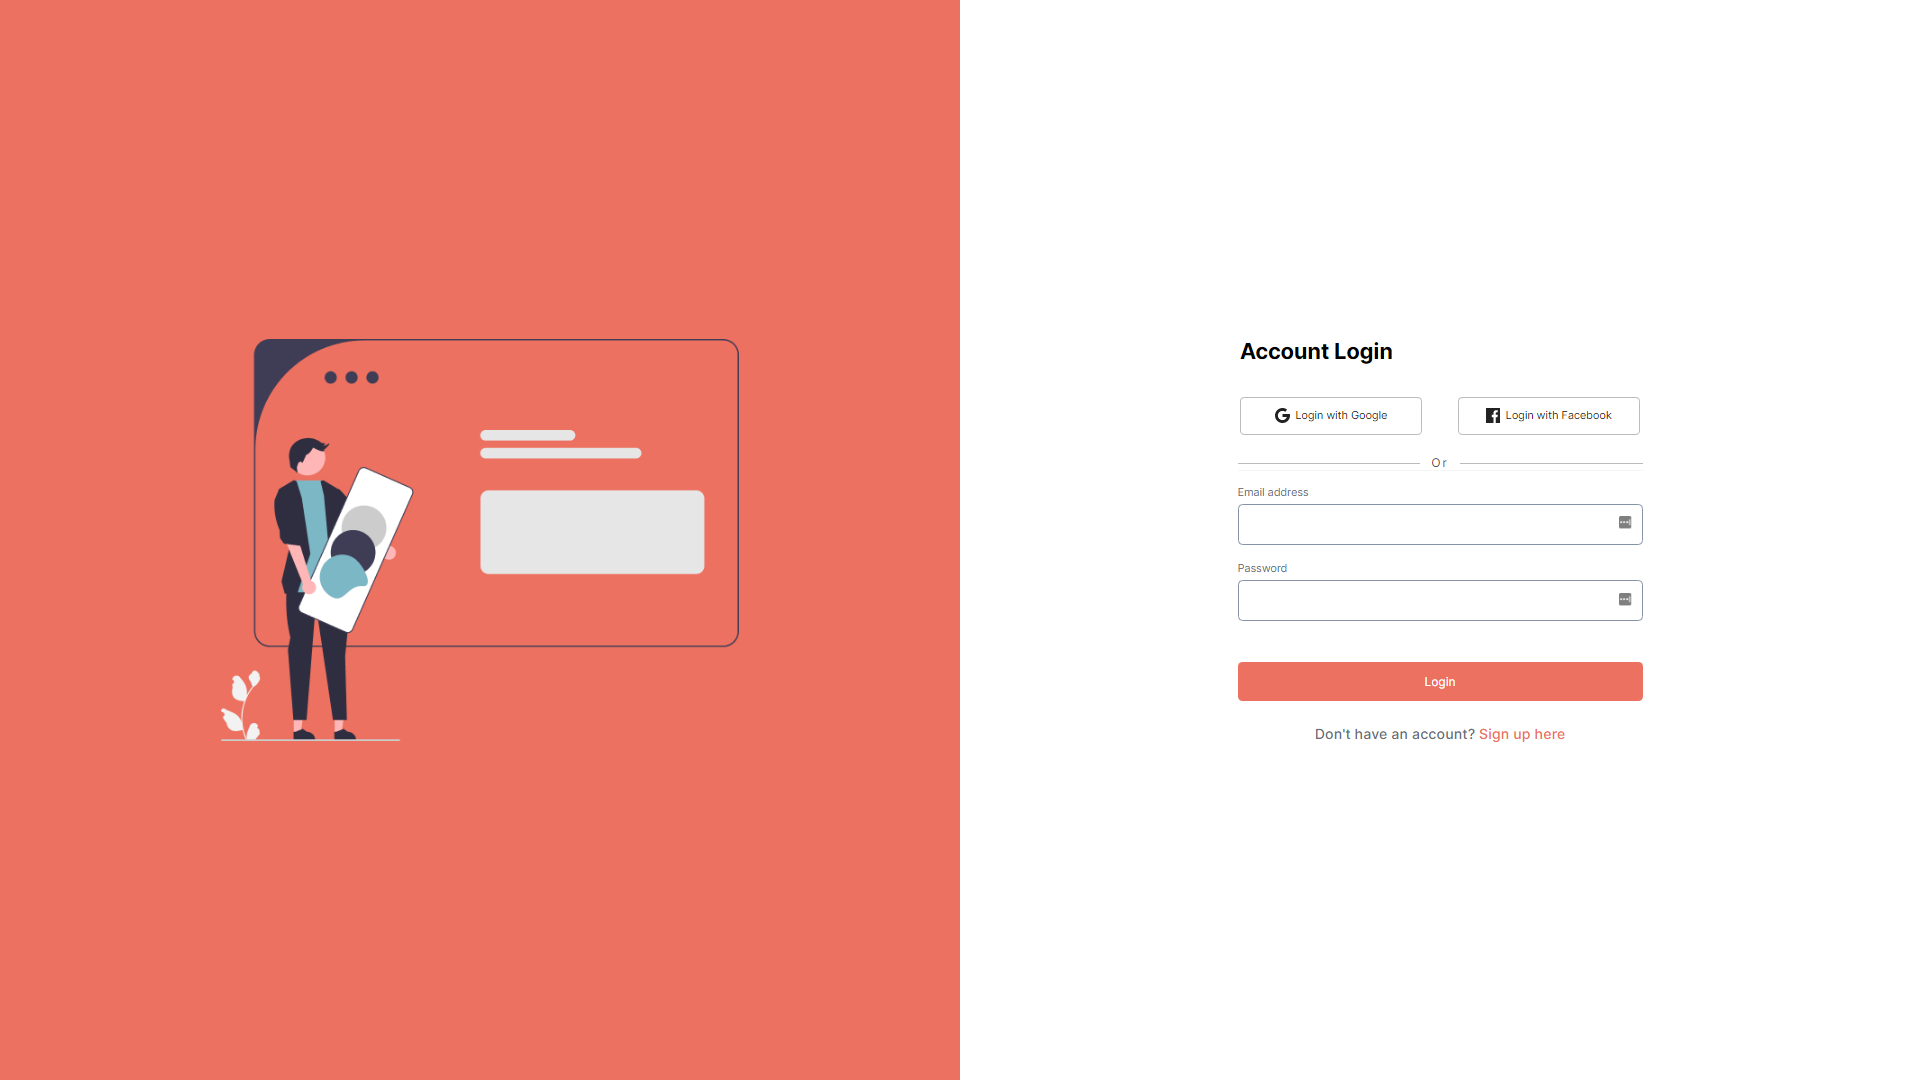 Account Login
Login with Google
Login with Facebook
Or
Email address
Password
Login
Don't have an account? Sign up here